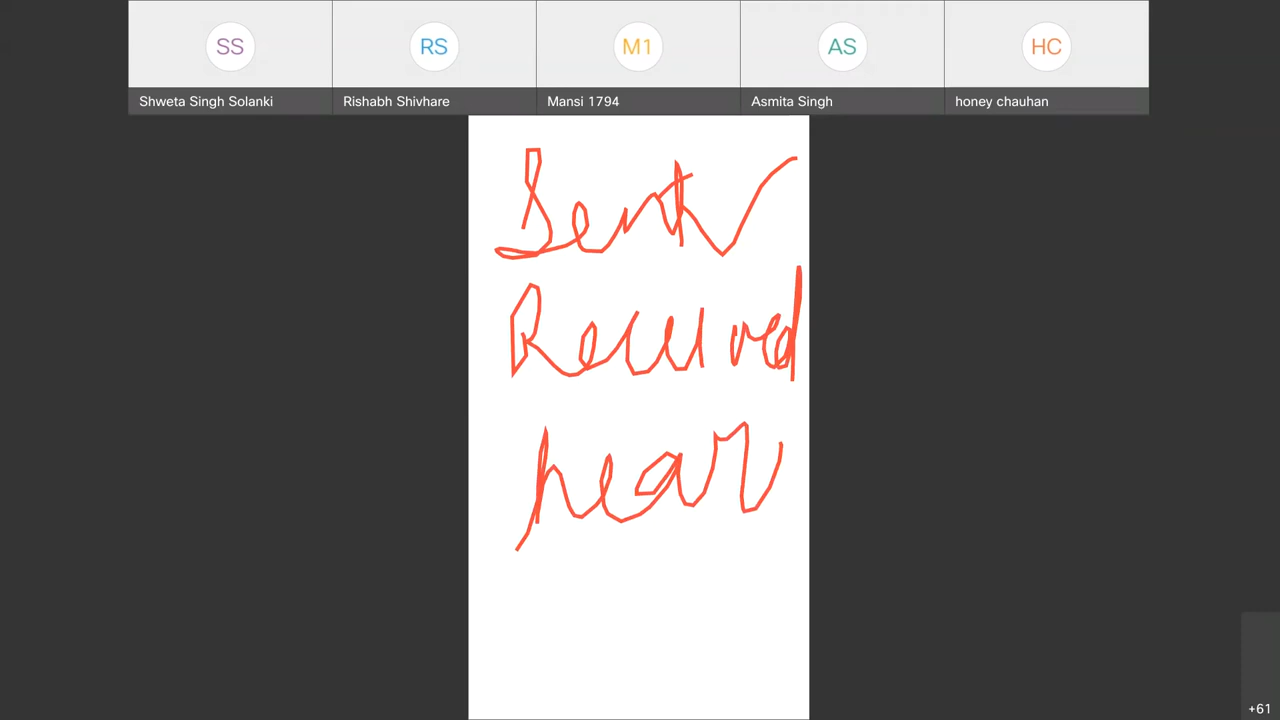 SS RS M1 AS HC
Shweta Singh Solanki Rishabh Shivhare Mansi 1794 Asmita Singh honey chauhan
Sent
Received
hear
+61